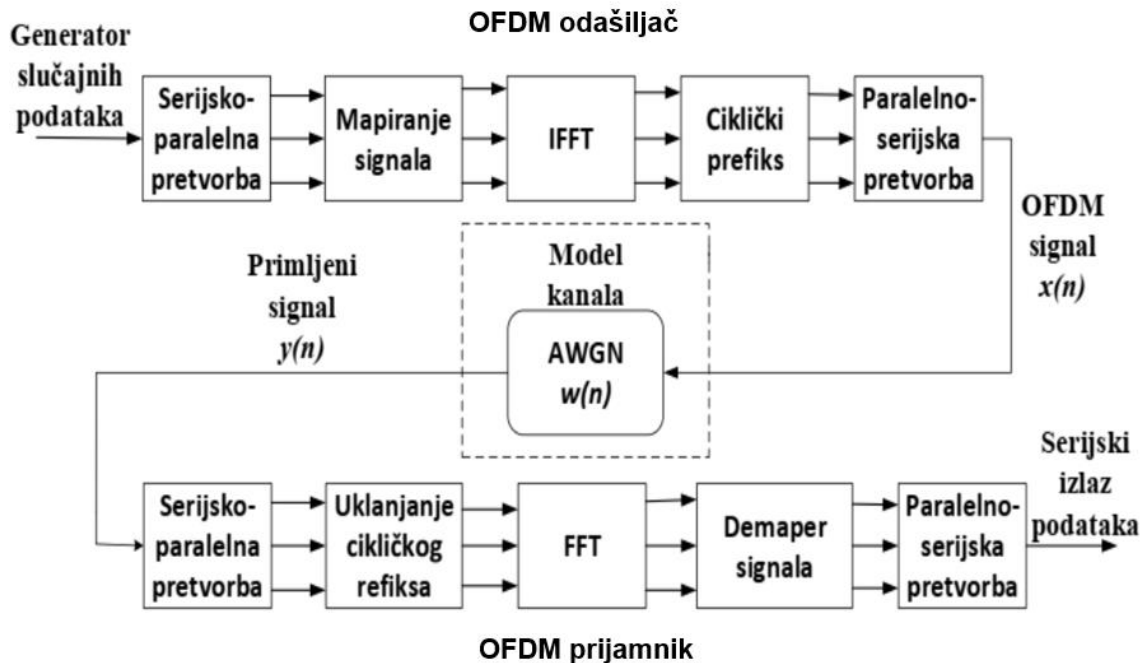 OFDM odašiljač
Generator
slučajnih
podataka
Serijsko-
paralelna
pretvorba
Mapiranje
signala
IFFT
Ciklički
prefiks
Paralelno-
serijska
pretvorba
OFDM
signal
x(n)
Model
kanala
AWGN
w(n)
Primljeni
signal
y(n)
Serijsko-
paralelna
pretvorba
Uklanjanje
cikličkog
refiksa
FFT
Demaper
signala
Paralelno-
serijska
pretvorba
Serijski
izlaz
podataka
OFDM prijamnik